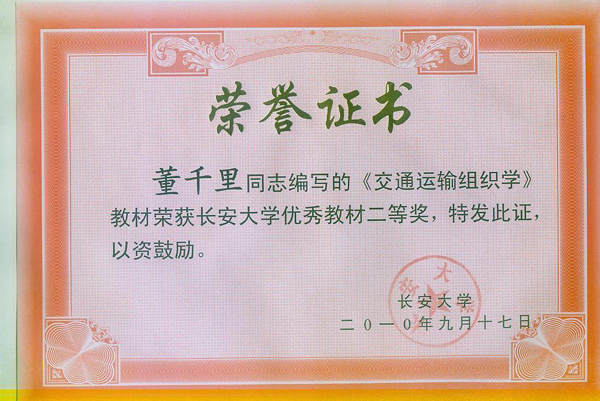 荣誉证书
董千里同志编写的《交通运输组织学》
教材荣获长安大学优秀教材二等奖，特发此证，
以资鼓励。
长安大学
二〇一〇年九月十七日